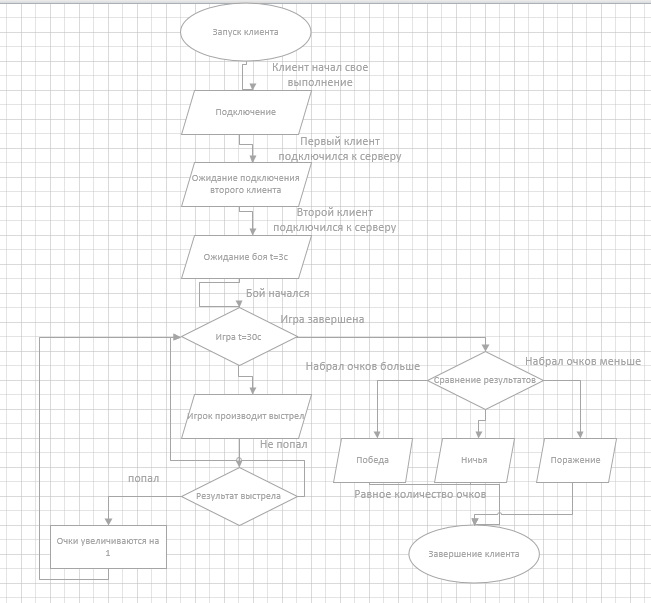 Запуск клиента
Клиент начал свое
выполнение
Подключение
Первый клиент
подключился к серверу
Ожидание подключения
второго клиента
Второй клиент
подключился к серверу
Ожидание боя t=3с
Бой начался
Игра завершена
Игра t=30с
Набрал очков больше
Набрал очков меньше
Сравнение результатов
Игрок производит выстрел
Не попал
Победа
Ничья
Поражение
попал
Результат выстрела
Равное количество очков
Очки увеличиваются на
1
Завершение клиента